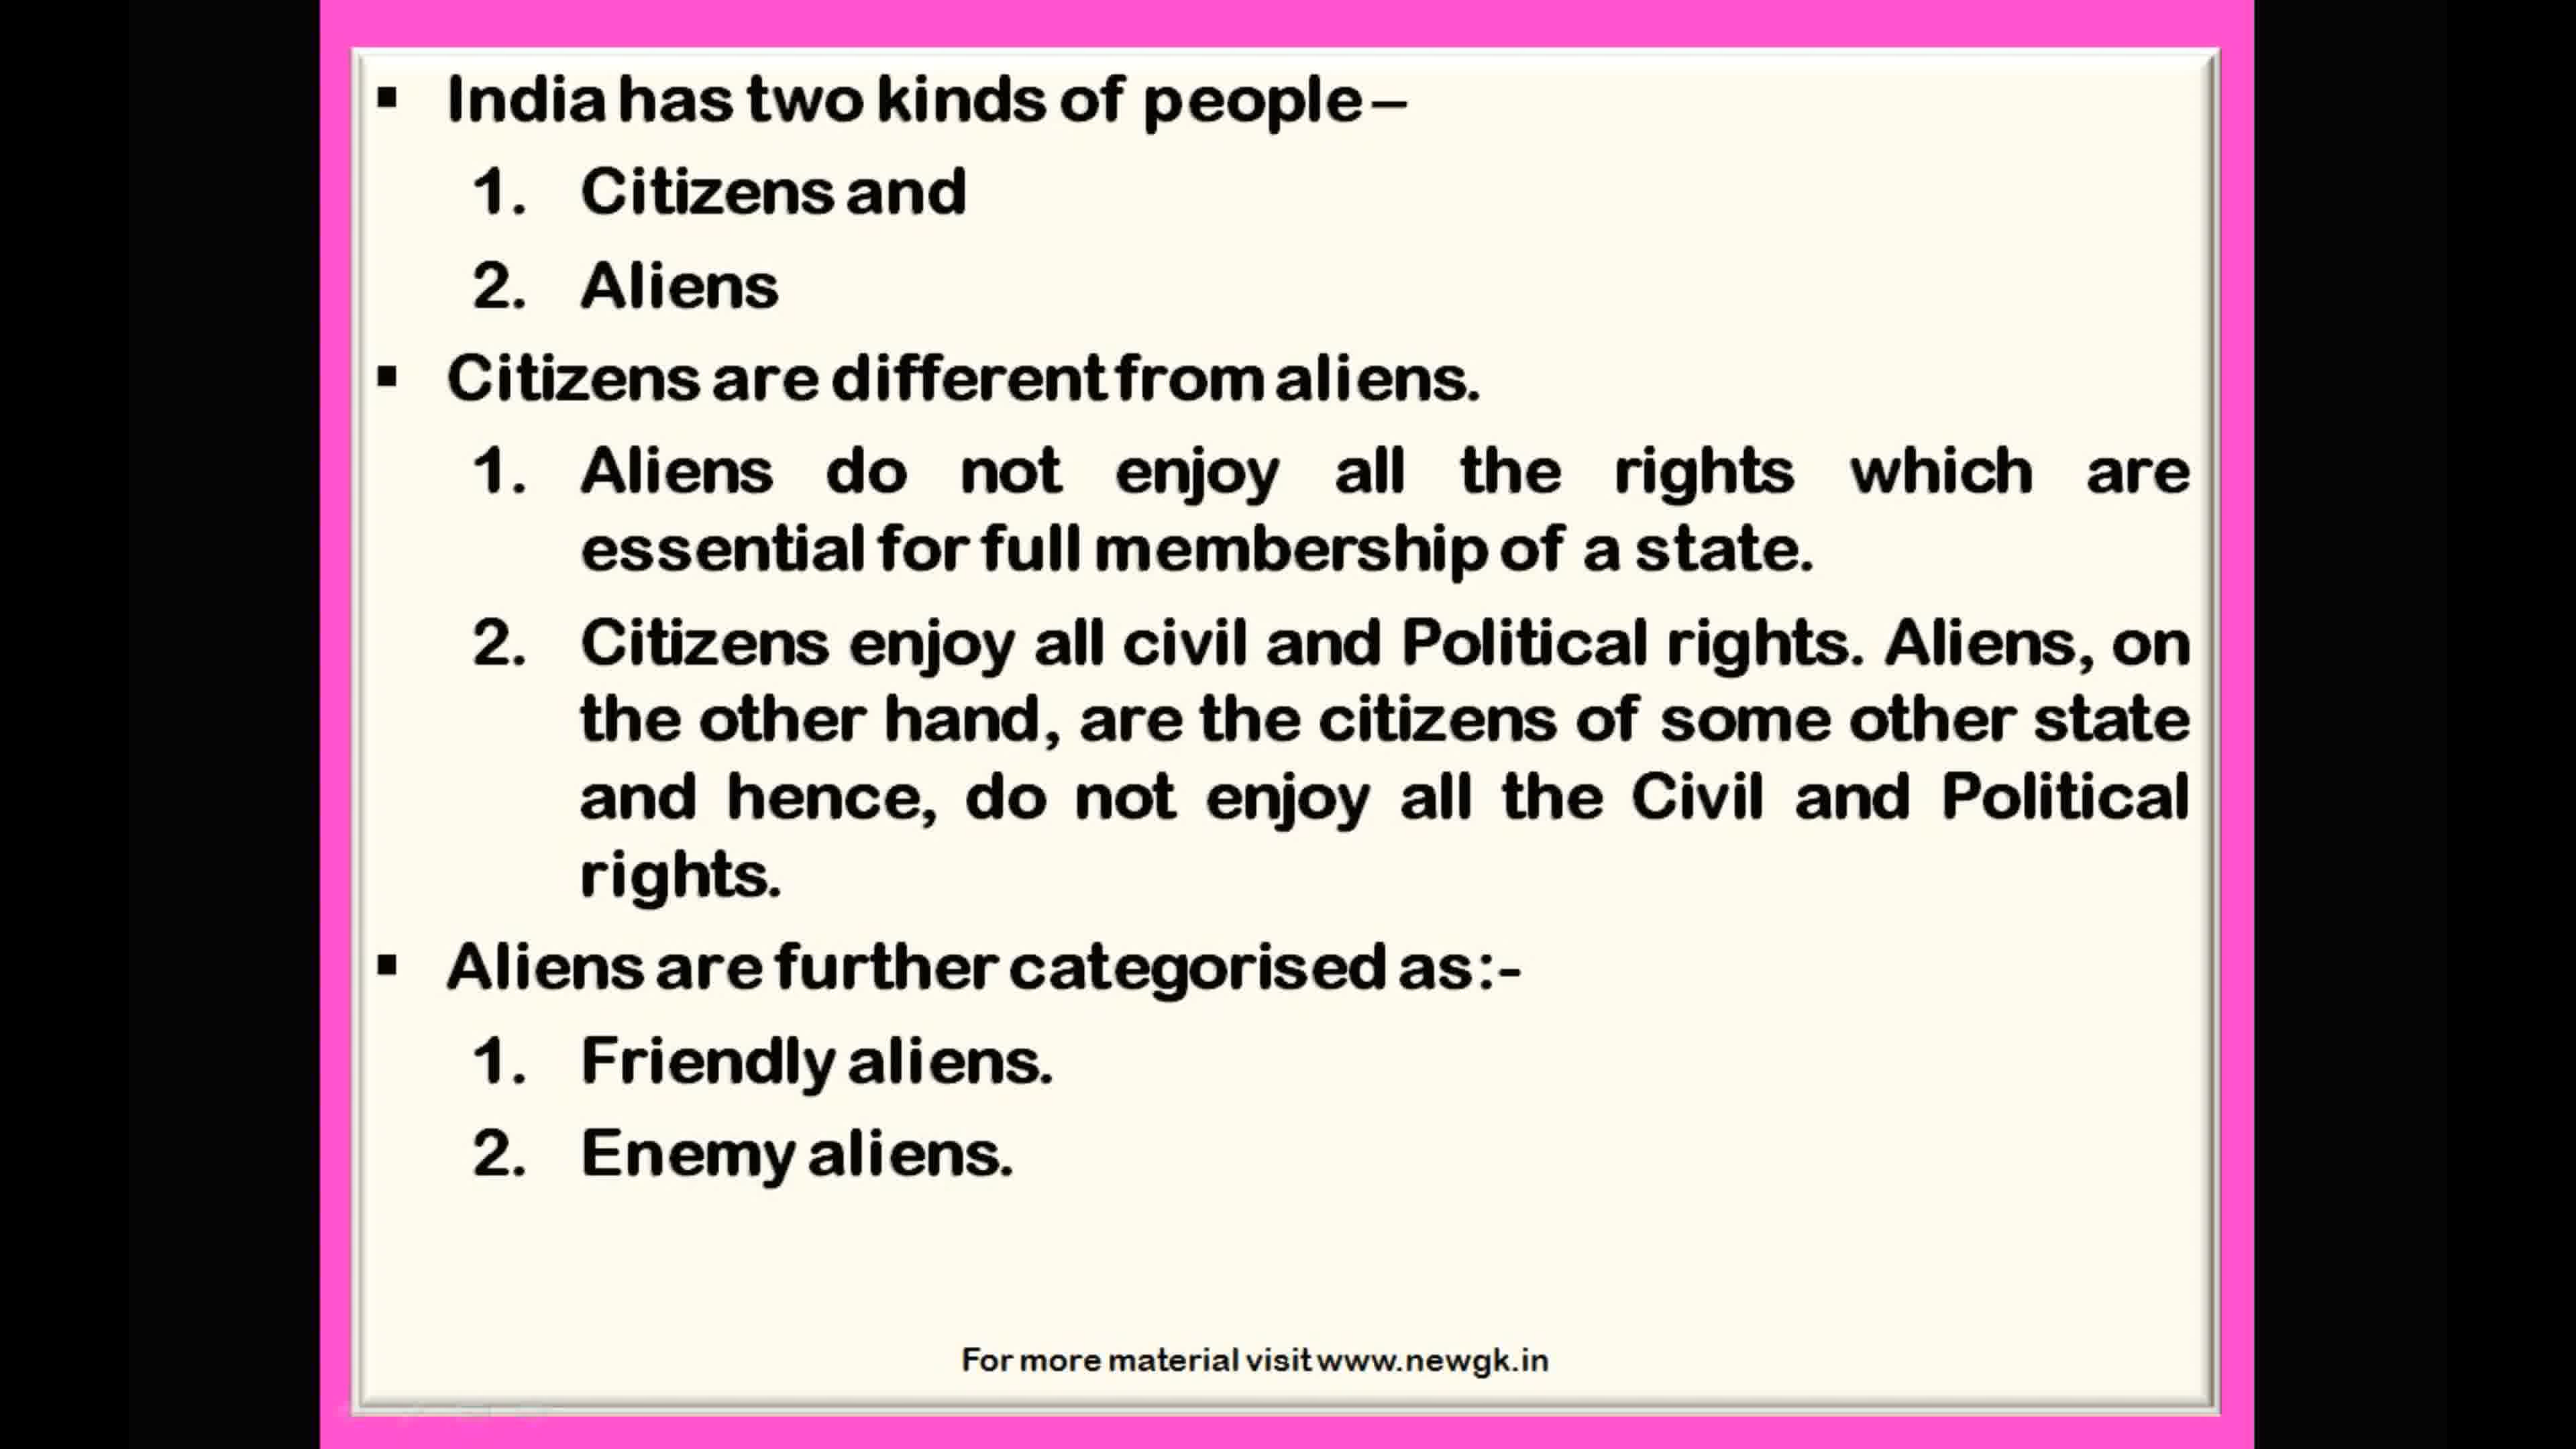 ▪ India has two kinds of people –
1. Citizens and
2. Aliens
▪ Citizens are different from aliens.
1. Aliens do not enjoy all the rights which are
essential for full membership of a state.
2. Citizens enjoy all civil and Political rights. Aliens, on
the other hand, are the citizens of some other state
and hence, do not enjoy all the Civil and Political
rights.
▪ Aliens are further categorised as:-
1. Friendly aliens.
2. Enemy aliens.
For more material visit www.newgk.in